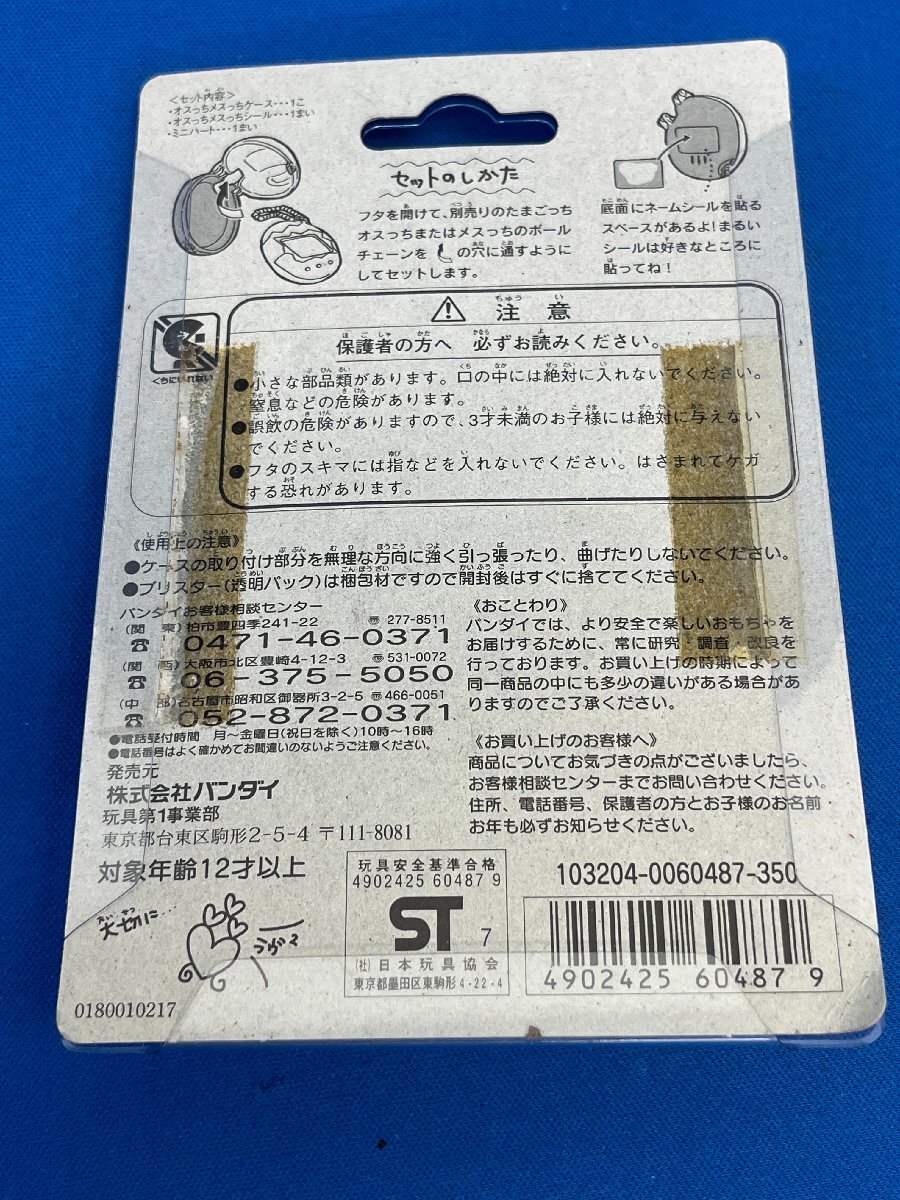 <セット内容>
・オスっちメスっちケース・・・1こ
・オスっちメスっちシール・・・1まい
・ミニハート・・・1まい
セットのしかた
フタを開けて、別売りのたまごっち
オスっちまたはメスっちのボール
チェーンを の穴に通すように
してセットします。
底面にネームシールを貼る
スペースがあるよ!まるい
シールは好きなところに
貼ってね!
くちにいれない
注意
保護者の方へ 必ずお読みください。
●小さな部品類があります。口の中には絶対に入れないでください。
窒息などの危険があります。
●誤飲の危険がありますので、3才未満のお子様には絶対に与えない
でください。
●フタのスキマには指などを入れないでください。はさまれてケガ
する恐れがあります。
《使用上の注意》
●ケースの取り付け部分を無理な方向に強く引っ張ったり、曲げたりしないでください。
●ブリスター(透明パック)は梱包材ですので開封後はすぐに捨ててください。
バンダイお客様相談センター
(関東)柏市豊四季241-22 〒277-8511
☎ 0471-46-0371
(関西)大阪市北区豊崎4-12-3 〒531-0072
☎ 06-375-5050
(中部)名古屋市昭和区御器所3-2-5 〒466-0051
☎ 052-872-0371
●電話受付時間 月〜金曜日(祝日を除く)10時〜16時
●電話番号はよく確かめてお間違いのないようご注意ください。
《おことわり》
バンダイでは、より安全で楽しいおもちゃを
お届けするために、常に研究・調査・改良を
行っております。お買い上げの時期によって
同一商品の中にも多少の違いがある場合があ
りますのでご了承ください。
《お買い上げのお客様へ》
商品についてお気づきの点がございましたら、
お客様相談センターまでお問い合わせください。
住所、電話番号、保護者の方とお子様のお名前・
お年も必ずお知らせください。
発売元
株式会社バンダイ
玩具第1事業部
東京都台東区駒形2-5-4 〒111-8081
対象年齢12才以上
大切に…
玩具安全基準合格
4902425 60487 9
ST 7
(社)日本玩具協会
東京都墨田区東駒形4-22-4
103204-0060487-350
4902425 60487 9
0180010217